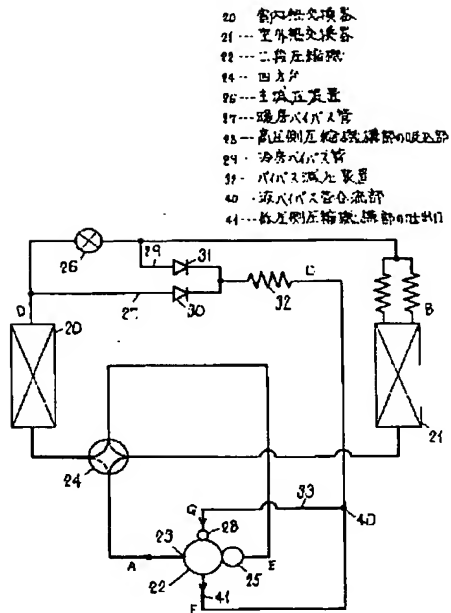 20 室内熱交換器
21---室外熱交換器
22---二段圧縮機
24---四方弁
26---主減圧装置
27---暖房バイパス管
28---高圧側圧縮機構部の吸込部
29---冷房バイパス管
32---バイパス減圧装置
40---液バイパス管合流部
41---低圧側圧縮機構部の吐出口
26
29
31
D
27
30
32
C
B
20
21
24
G
33
28
40
23
A
22
25
E
41
F